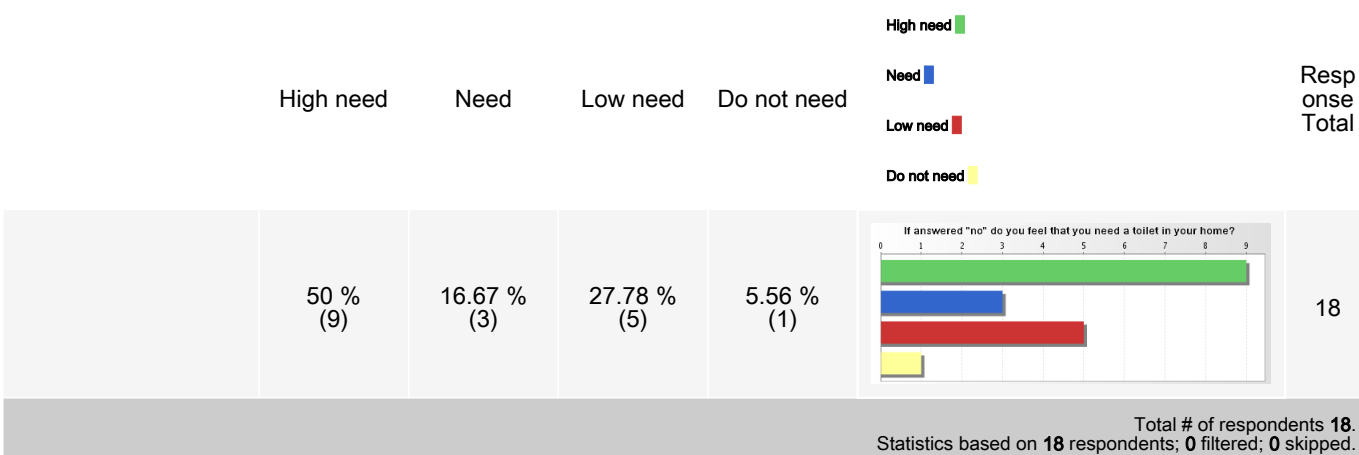 High need
Need
Low need
Do not need
High need Need Low need Do not need
Resp
onse
Total
If answered "no" do you feel that you need a toilet in your home?
0 1 2 3 4 5 6 7 8 9
50 % 16.67 % 27.78 % 5.56 %
(9) (3) (5) (1)
18
Total # of respondents 18.
Statistics based on 18 respondents; 0 filtered; 0 skipped.